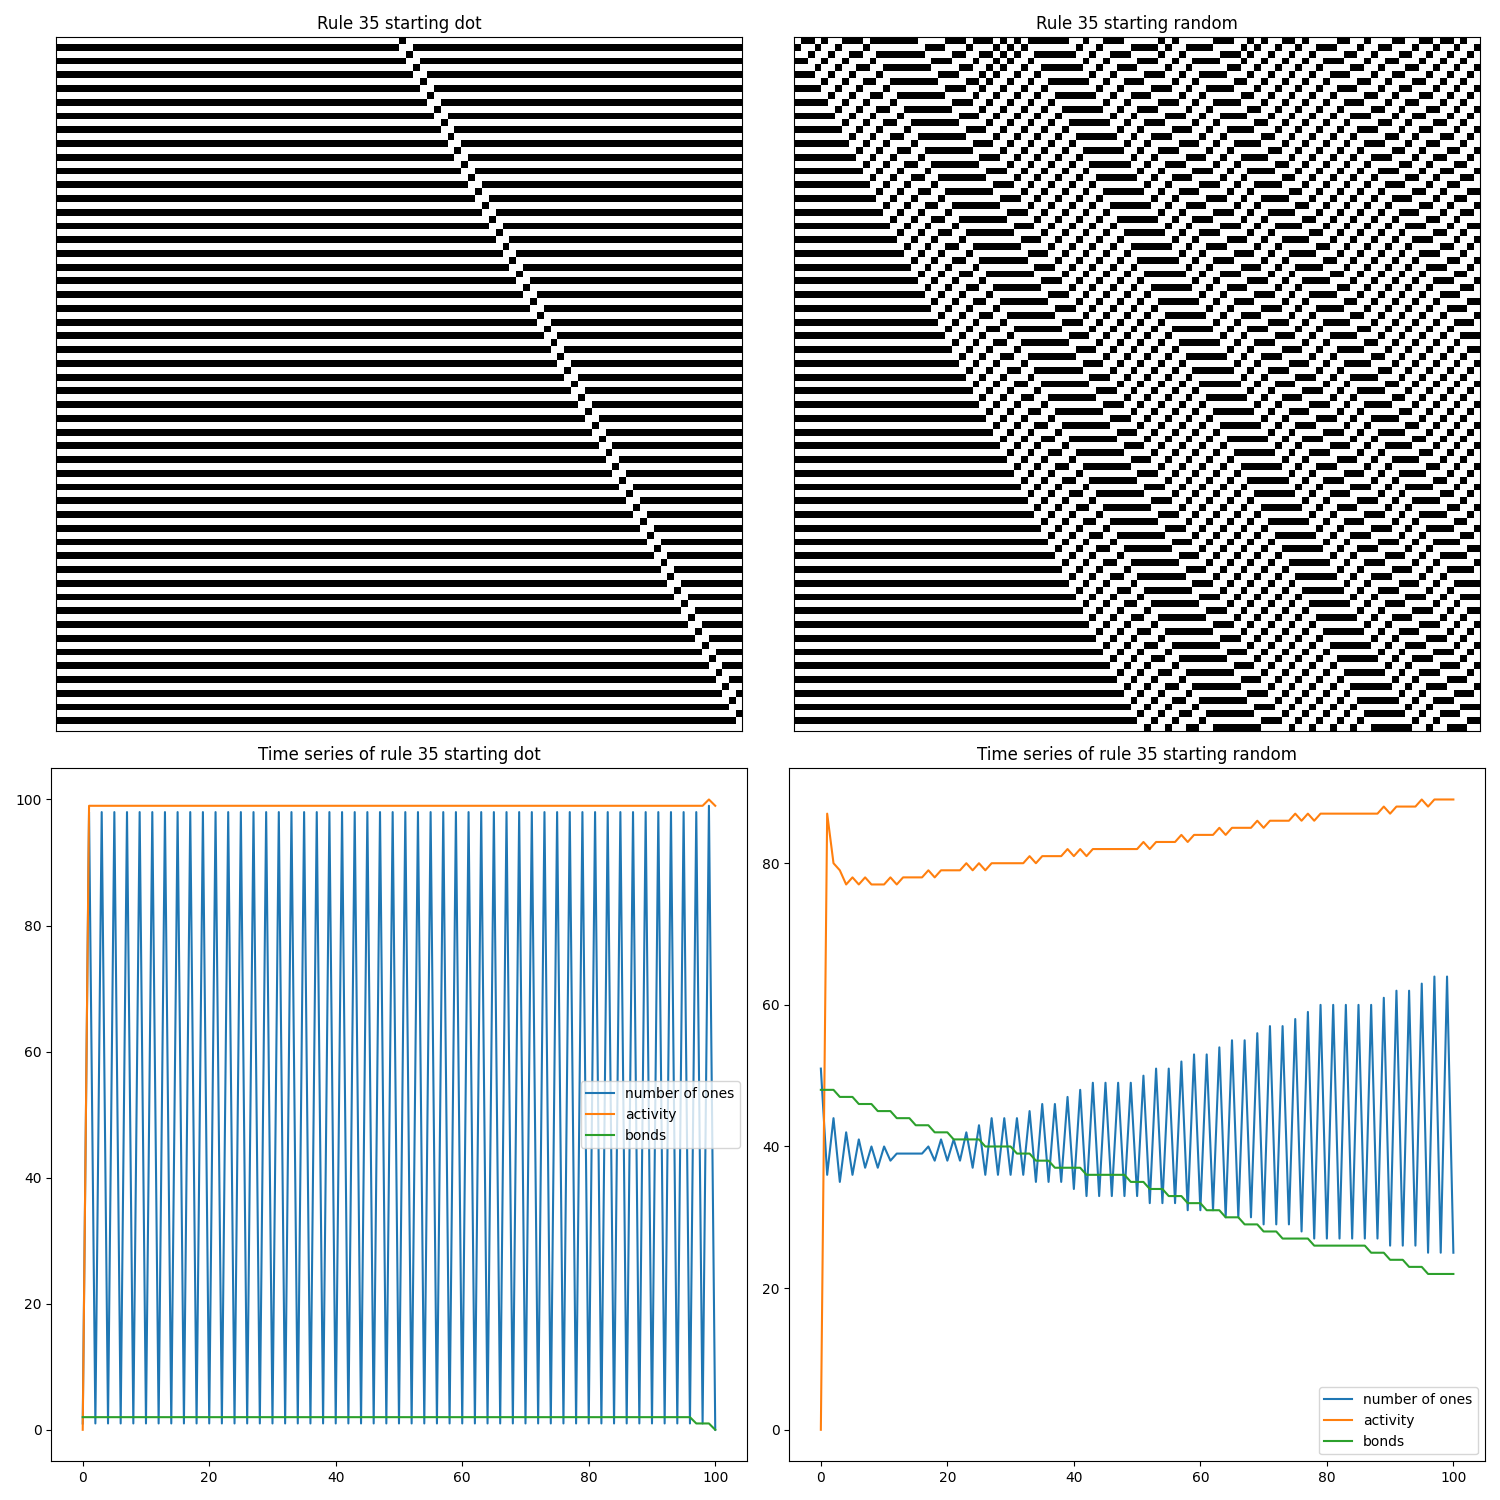 Rule 35 starting dot
Rule 35 starting random
Time series of rule 35 starting dot
100
80
60
40
20
0
0 20 40 60 80 100
number of ones
activity
bonds
Time series of rule 35 starting random
80
60
40
20
0
0 20 40 60 80 100
number of ones
activity
bonds